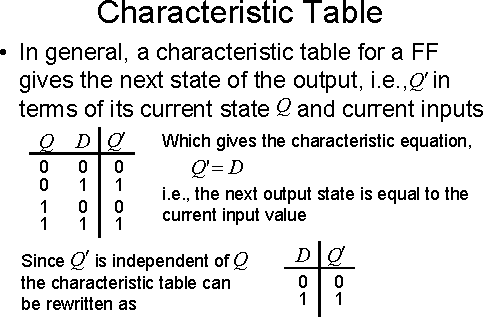 Characteristic Table
• In general, a characteristic table for a FF
gives the next state of the output, i.e.,Q' in
terms of its current state Q and current inputs
Q D Q'
0 0 0
0 1 1
1 0 0
1 1 1
Which gives the characteristic equation,
Q'= D
i.e., the next output state is equal to the
current input value
Since Q' is independent of Q
the characteristic table can
be rewritten as
D Q'
0 0
1 1